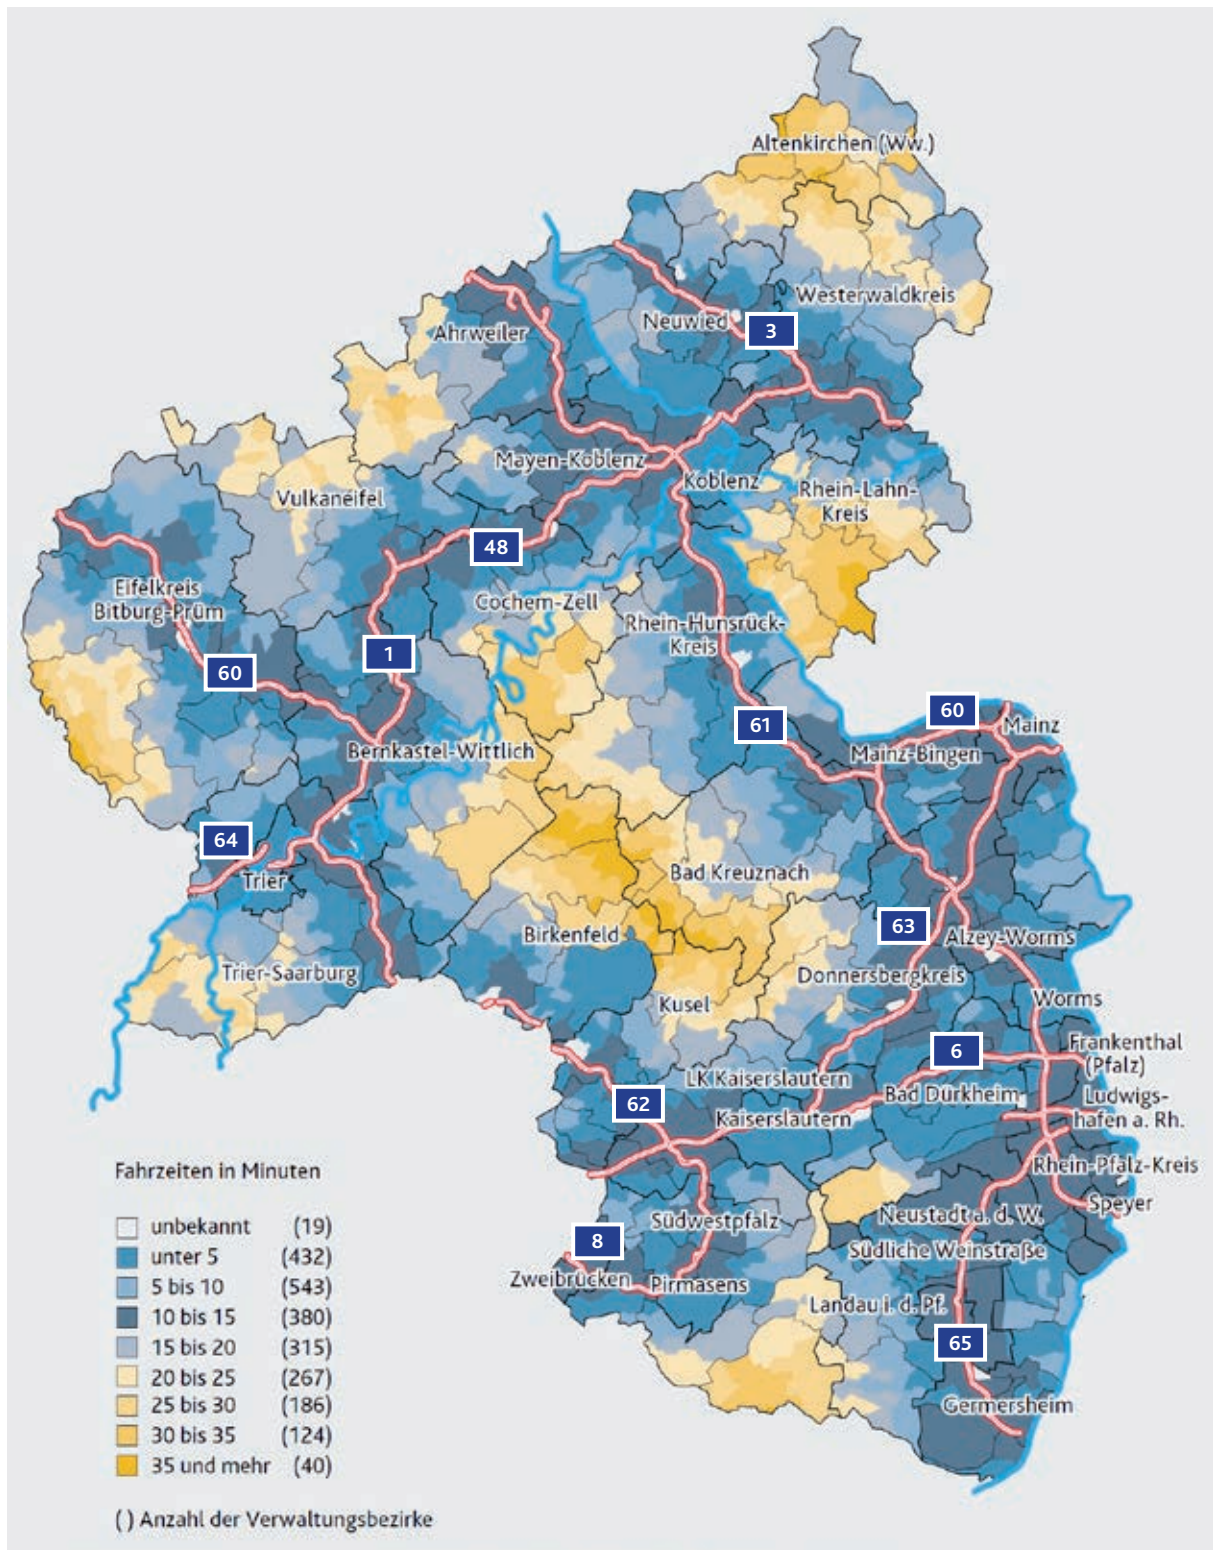 Altenkirchen (Ww.)
Westerwaldkreis
Neuwied
3
Ahrweiler
Mayen-Koblenz
Koblenz
Rhein-Lahn-
Kreis
Vulkaneifel
48
Eifelkreis
Bitburg-Prüm
Cochem-Zell
Rhein-Hunsrück-
Kreis
1
60
61
60
Mainz
Mainz-Bingen
Bernkastel-Wittlich
64
Trier
Bad Kreuznach
63
Alzey-Worms
Birkenfeld
Trier-Saarburg
Donnersbergkreis
Kusel
Worms
6
Frankenthal
(Pfalz)
LK Kaiserslautern
Bad Dürkheim
Ludwigs-
hafen a. Rh.
62
Kaiserslautern
Rhein-Pfalz-Kreis
Speyer
Neustadt a. d. W.
Südwestpfalz
8
Südliche Weinstraße
Zweibrücken
Pirmasens
Landau i. d. Pf.
65
Germersheim
Fahrzeiten in Minuten
unbekannt (19)
unter 5 (432)
5 bis 10 (543)
10 bis 15 (380)
15 bis 20 (315)
20 bis 25 (267)
25 bis 30 (186)
30 bis 35 (124)
35 und mehr (40)
( ) Anzahl der Verwaltungsbezirke